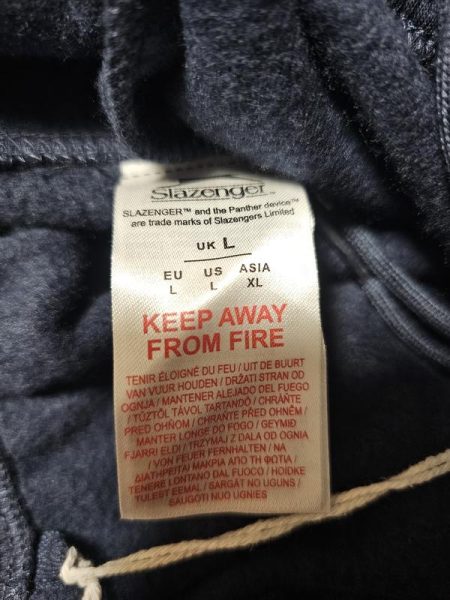 Slazenger
SLAZENGER™ and the Panther device™
are trade marks of Slazengers Limited
UK L
EU US ASIA
L L XL
KEEP AWAY
FROM FIRE
TENIR ÉLOIGNÉ DU FEU / UIT DE BUURT
VAN VUUR HOUDEN / DRŽATI STRAN OD
OGNJA / MANTENER ALEJADO DEL FUEGO
/ TŰZTŐL TÁVOL TARTANDÓ / CHRAŇTE
PRED OHŇOM / CHRAŇTE PŘED OHNĚM /
MANTER LONGE DO FOGO / GEYMIÐ
FJARRI ELDI / TRZYMAJ Z DALA OD OGNIA
/ VON FEUER FERNHALTEN / ΝΑ
ΔΙΑΤΗΡΕΙΤΑΙ ΜΑΚΡΙΑ ΑΠΟ ΤΗ ΦΩΤΙΑ /
TENERE LONTANO DAL FUOCO / HOIDKE
TULEST EEMAL / SARGĀT NO UGUNS /
SAUGOTI NUO UGNIES